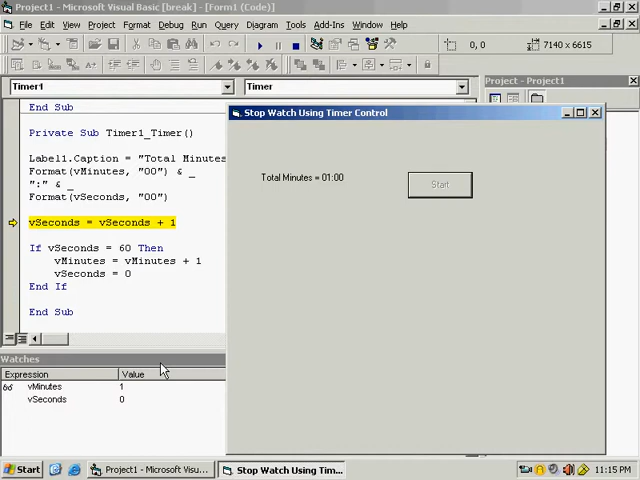 Project1 - Microsoft Visual Basic [break] - [Form1 (Code)]
File Edit View Project Format Debug Run Query Diagram Tools Add-Ins Window Help
0, 0 7140 x 6615
Timer1 Timer
Project - Project1
End Sub
Private Sub Timer1_Timer()
Label1.Caption = "Total Minutes
Format(vMinutes, "00") & _
":" & _
Format(vSeconds, "00")
vSeconds = vSeconds + 1
If vSeconds = 60 Then
vMinutes = vMinutes + 1
vSeconds = 0
End If
End Sub
Stop Watch Using Timer Control
Total Minutes = 01:00
Start
Watches
Expression Value
vMinutes 1
vSeconds 0
Start Project1 - Microsoft Visu... Stop Watch Using Tim... 11:15 PM